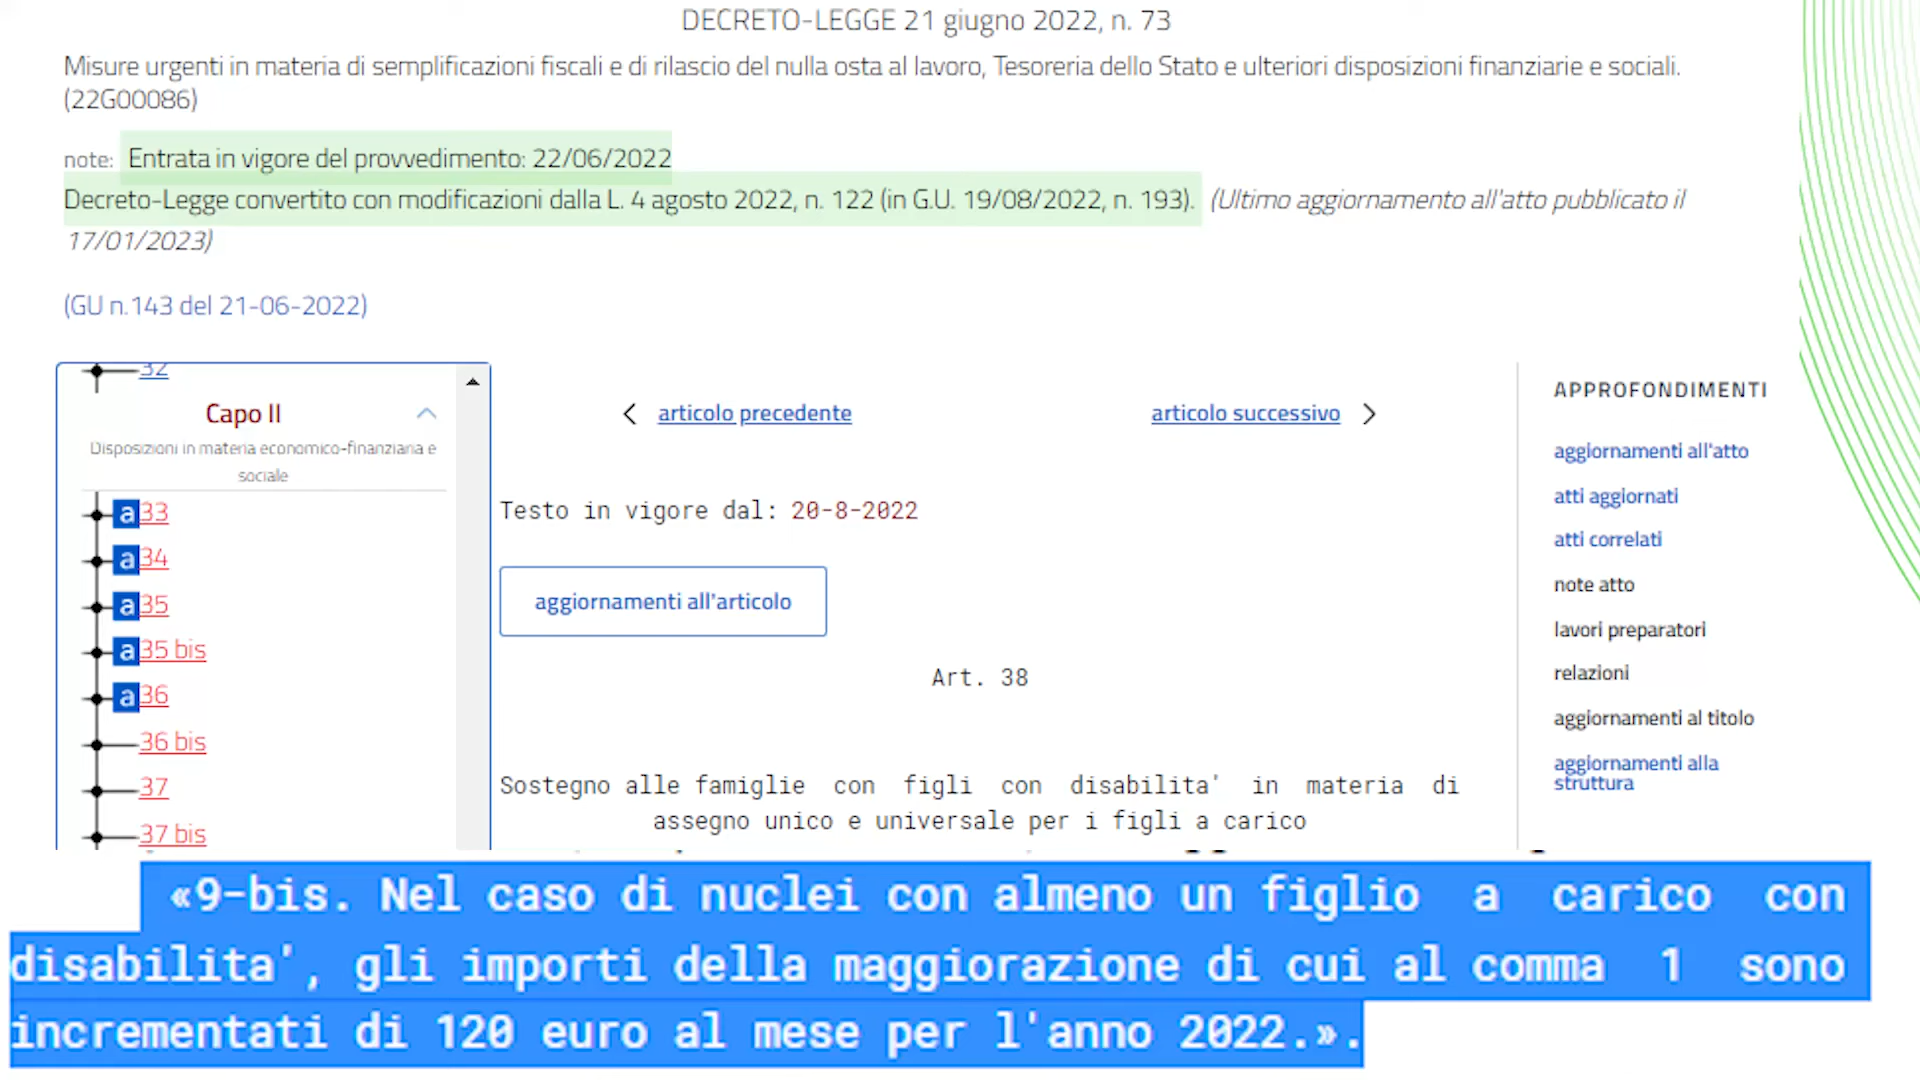 DECRETO-LEGGE 21 giugno 2022, n. 73
Misure urgenti in materia di semplificazioni fiscali e di rilascio del nulla osta al lavoro, Tesoreria dello Stato e ulteriori disposizioni finanziarie e sociali.
(22G00086)
note: Entrata in vigore del provvedimento: 22/06/2022
Decreto-Legge convertito con modificazioni dalla L. 4 agosto 2022, n. 122 (in G.U. 19/08/2022, n. 193). (Ultimo aggiornamento all'atto pubblicato il
17/01/2023)
(GU n.143 del 21-06-2022)
32
Capo II
Disposizioni in materia economico-finanziaria e
sociale
a 33
a 34
a 35
a 35 bis
a 36
36 bis
37
37 bis
articolo precedente
articolo successivo
Testo in vigore dal: 20-8-2022
aggiornamenti all'articolo
Art. 38
Sostegno alle famiglie con figli con disabilita' in materia di
assegno unico e universale per i figli a carico
APPROFONDIMENTI
aggiornamenti all'atto
atti aggiornati
atti correlati
note atto
lavori preparatori
relazioni
aggiornamenti al titolo
aggiornamenti alla
struttura
«9-bis. Nel caso di nuclei con almeno un figlio a carico con
disabilita', gli importi della maggiorazione di cui al comma 1 sono
incrementati di 120 euro al mese per l'anno 2022.».